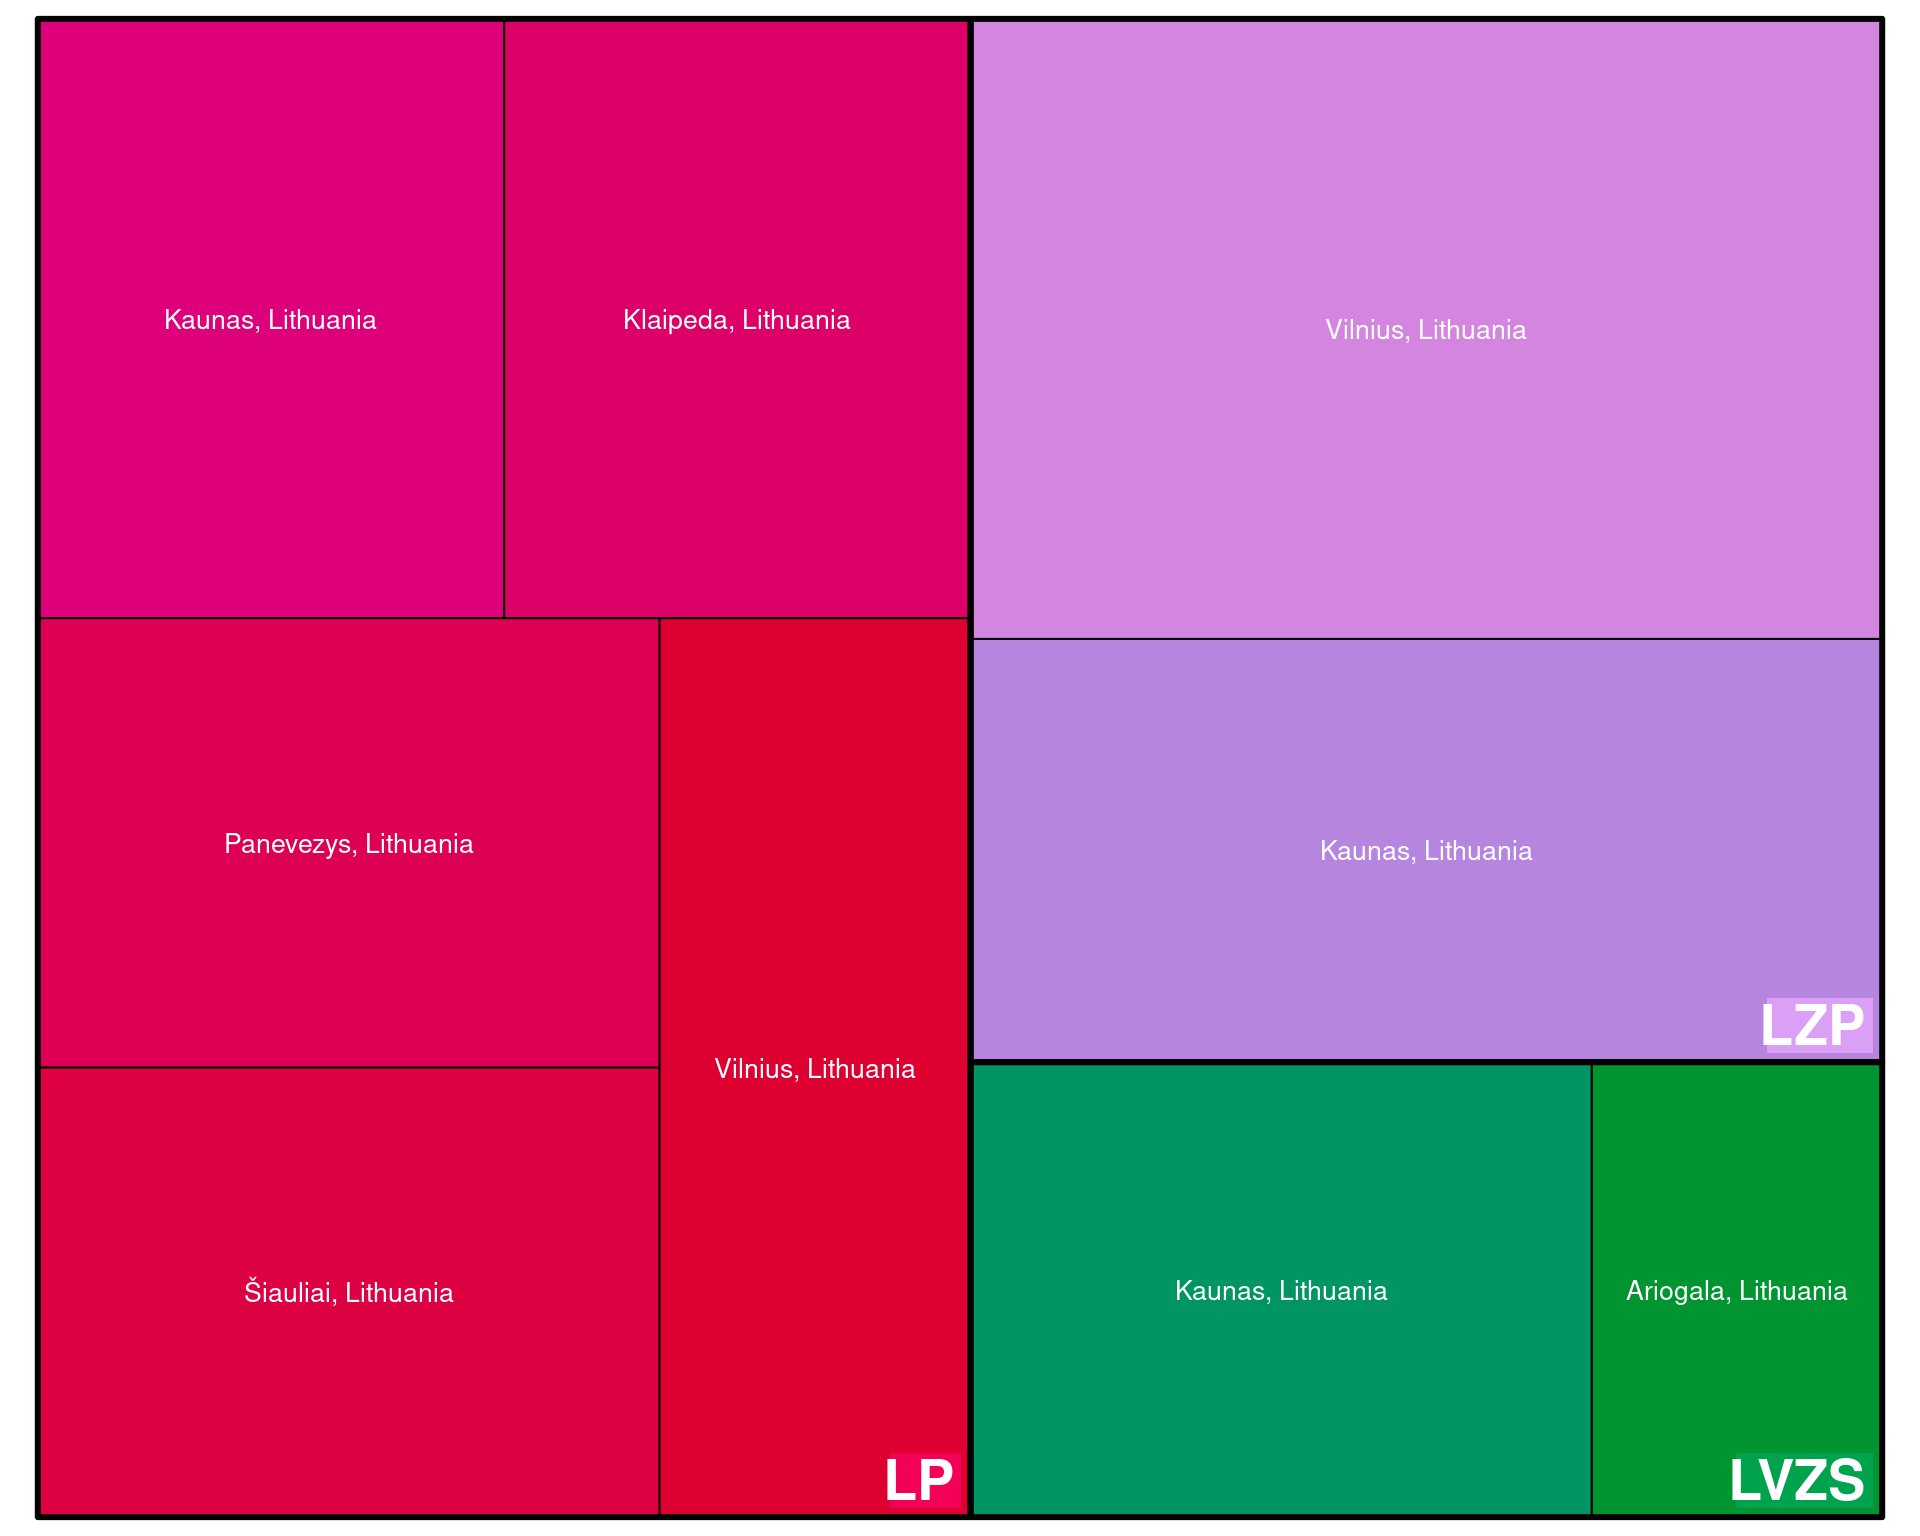 Kaunas, Lithuania
Klaipeda, Lithuania
Panevezys, Lithuania
Šiauliai, Lithuania
Vilnius, Lithuania
LP
Vilnius, Lithuania
Kaunas, Lithuania
LZP
Kaunas, Lithuania
Ariogala, Lithuania
LVZS